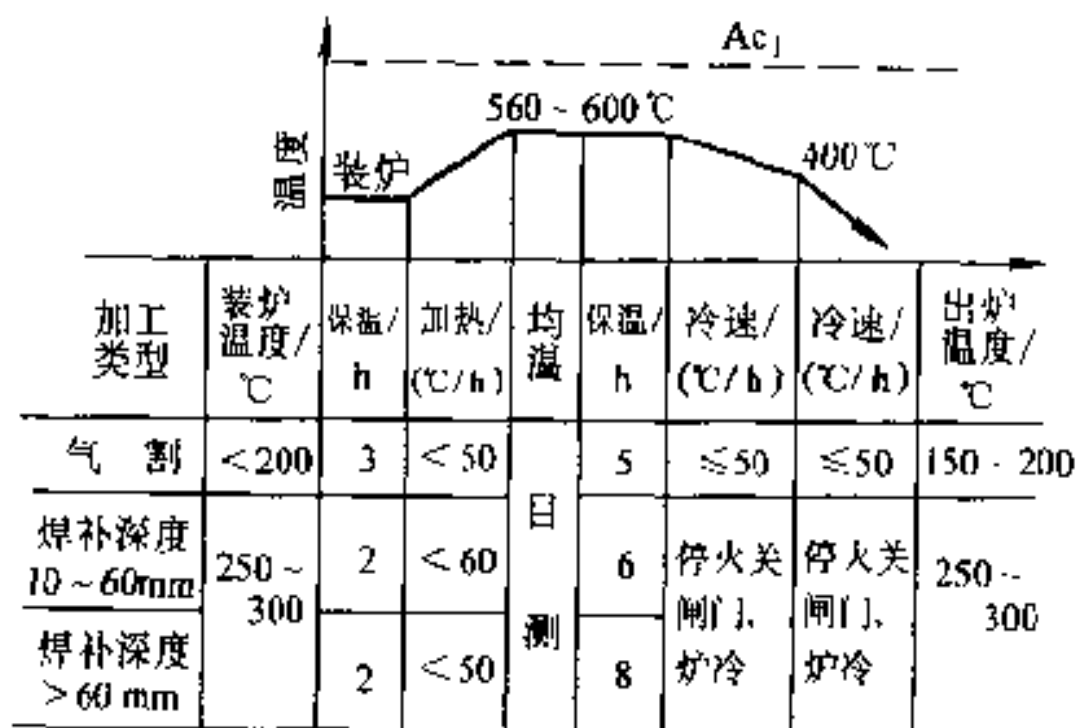 Ac₁
560~600℃
400℃
温度
装炉
加工类型
装炉温度/℃
保温/h
加热/(℃/h)
均温
保温/h
冷速/(℃/h)
冷速/(℃/h)
出炉温度/℃
气 割 <200 3 <50 5 ≤50 ≤50 150-200
目测
焊补深度
10~60mm
250~300
2 <60 6
停火关闸门、炉冷
停火关闸门、炉冷
250~300
焊补深度
>60 mm
2 <50 8